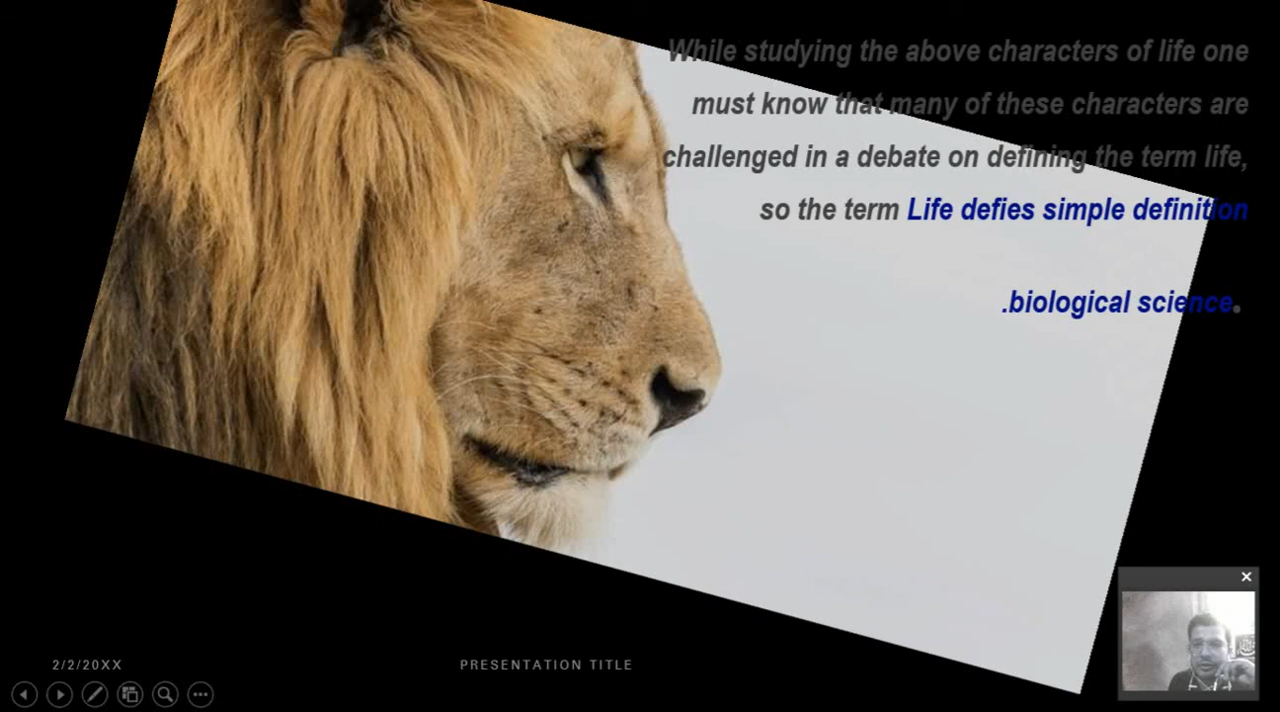 While studying the above characters of life one
must know that many of these characters are
challenged in a debate on defining the term life,
so the term Life defies simple definition
.biological science.
2/2/20XX
PRESENTATION TITLE